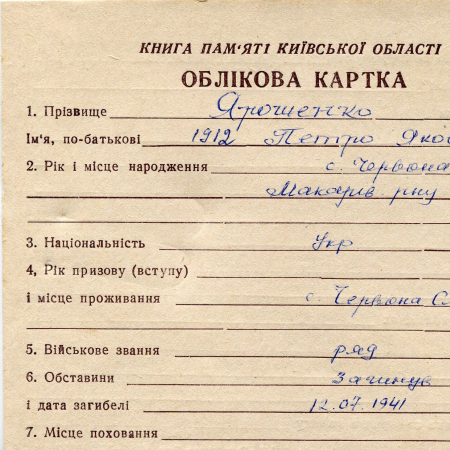 КНИГА ПАМ'ЯТІ КИЇВСЬКОЇ ОБЛАСТІ
ОБЛІКОВА КАРТКА
1. Прізвище Ярошенко
Ім'я, по-батькові 1912 Петро Яков
2. Рік і місце народження с. Червона
Макарів. р-ну
3. Національність Укр
4, Рік призову (вступу)
і місце проживання с. Червона Сл
5. Військове звання ряд
6. Обставини Загинув
і дата загибелі 12.07.1941
7. Місце поховання